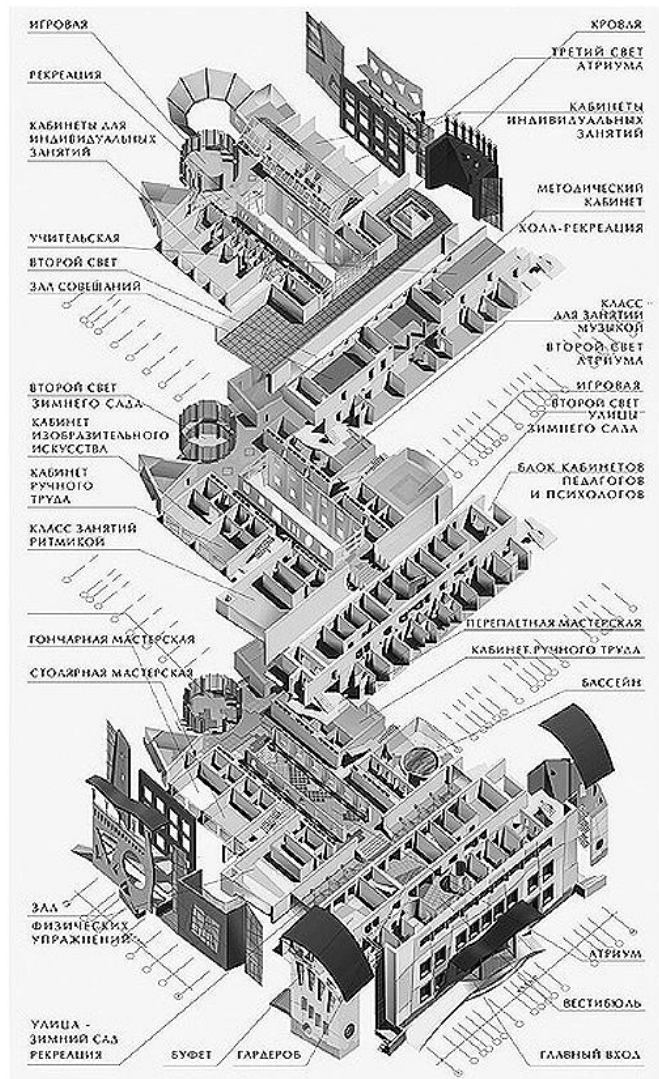 ИГРОВАЯ
РЕКРЕАЦИЯ
КАБИНЕТЫ ДЛЯ
ИНДИВИДУАЛЬНЫХ
ЗАНЯТИЙ
УЧИТЕЛЬСКАЯ
ВТОРОЙ СВЕТ
ЗАЛ СОВЕЩАНИЙ
КРОВЛЯ
ТРЕТИЙ СВЕТ
АТРИУМА
КАБИНЕТЫ
ИНДИВИДУАЛЬНЫХ
ЗАНЯТИЙ
МЕТОДИЧЕСКИЙ
КАБИНЕТ
ХОЛЛ-РЕКРЕАЦИЯ
КЛАСС
ДЛЯ ЗАНЯТИИ
МУЗЫКОЙ
ВТОРОЙ СВЕТ
АТРИУМА
ИГРОВАЯ
ВТОРОЙ СВЕТ
УЛИЦЫ
ЗИМНЕГО САДА
БЛОК КАБИНЕТОВ
ПЕДАГОГОВ
И ПСИХОЛОГОВ
ВТОРОЙ СВЕТ
ЗИМНЕГО САДА
КАБИНЕТ
ИЗОБРАЗИТЕЛЬНОГО
ИСКУССТВА
КАБИНЕТ
РУЧНОГО
ТРУДА
КЛАСС ЗАНЯТИЙ
РИТМИКОЙ
ГОНЧАРНАЯ МАСТЕРСКАЯ
СТОЛЯРНАЯ МАСТЕРСКАЯ
ПЕРЕПЛЕТНАЯ МАСТЕРСКАЯ
КАБИНЕТ РУЧНОГО ТРУДА
БАССЕЙН
ЗАЛ
ФИЗИЧЕСКИХ
УПРАЖНЕНИЙ
УЛИЦА -
ЗИМНИЙ САД
РЕКРЕАЦИЯ
БУФЕТ
ГАРДЕРОБ
АТРИУМ
ВЕСТИБЮЛЬ
ГЛАВНЫЙ ВХОД